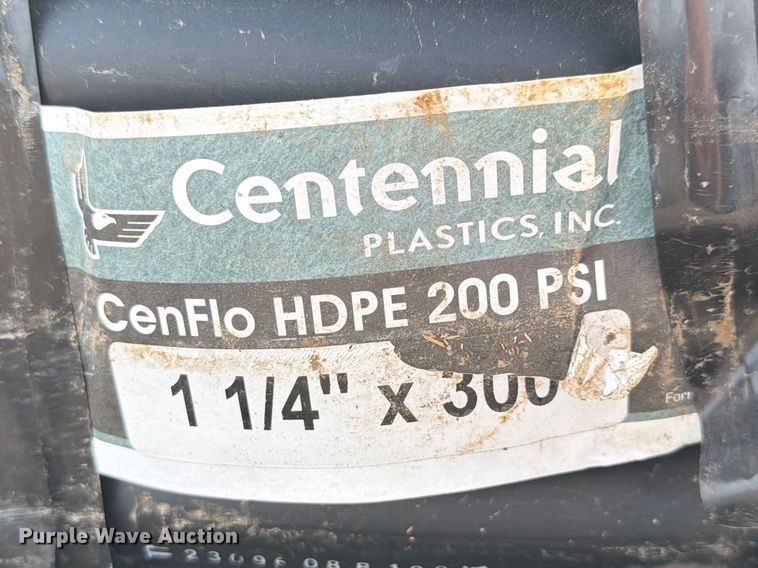 Centennial
PLASTICS, INC.
CenFlo HDPE 200 PSI
1 1/4" x 300
Purple Wave Auction